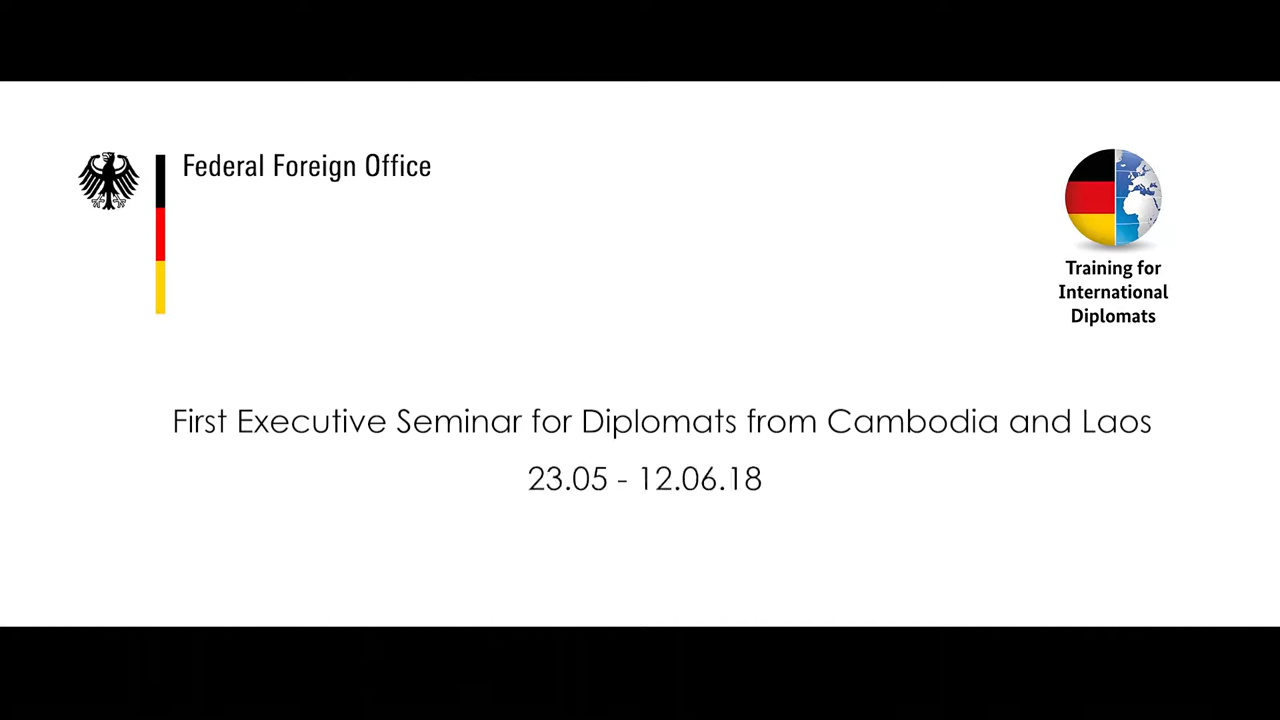 Federal Foreign Office
Training for
International
Diplomats
First Executive Seminar for Diplomats from Cambodia and Laos
23.05 - 12.06.18